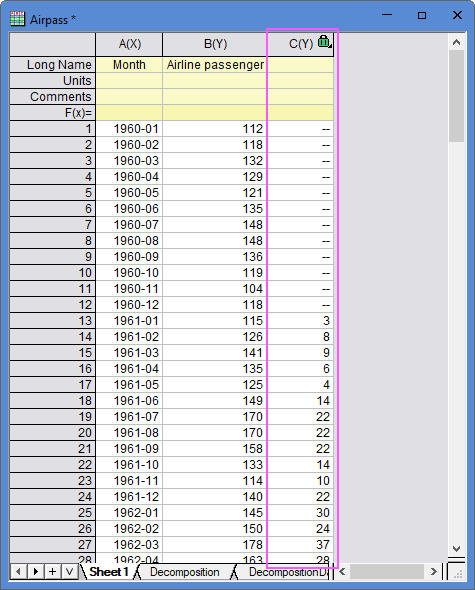 Airpass *
A(X) B(Y) C(Y)
Long Name Month Airline passenger
Units
Comments
F(x)=
1 1960-01 112 --
2 1960-02 118 --
3 1960-03 132 --
4 1960-04 129 --
5 1960-05 121 --
6 1960-06 135 --
7 1960-07 148 --
8 1960-08 148 --
9 1960-09 136 --
10 1960-10 119 --
11 1960-11 104 --
12 1960-12 118 --
13 1961-01 115 3
14 1961-02 126 8
15 1961-03 141 9
16 1961-04 135 6
17 1961-05 125 4
18 1961-06 149 14
19 1961-07 170 22
20 1961-08 170 22
21 1961-09 158 22
22 1961-10 133 14
23 1961-11 114 10
24 1961-12 140 22
25 1962-01 145 30
26 1962-02 150 24
27 1962-03 178 37
28 1962-04 163 28
Sheet1 Decomposition DecompositionD